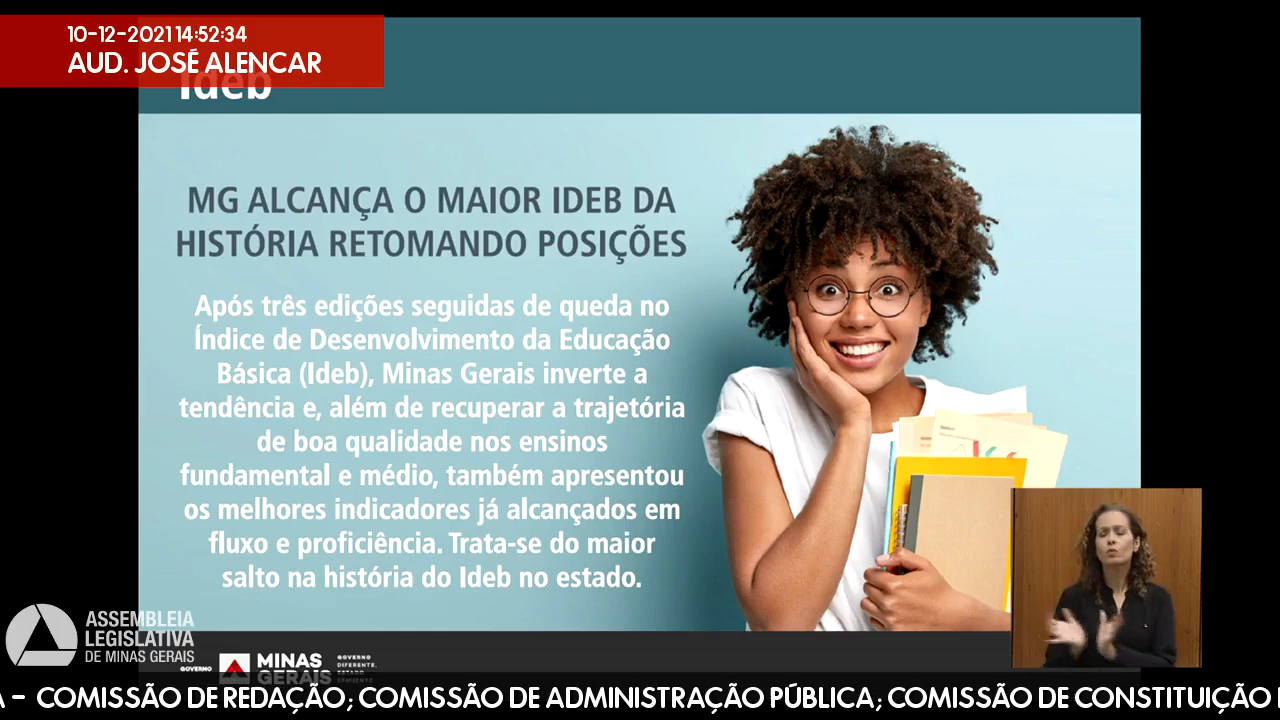 10-12-2021 14:52:34
AUD. JOSÉ ALENCAR
Ideb
MG ALCANÇA O MAIOR IDEB DA
HISTÓRIA RETOMANDO POSIÇÕES
Após três edições seguidas de queda no
Índice de Desenvolvimento da Educação
Básica (Ideb), Minas Gerais inverte a
tendência e, além de recuperar a trajetória
de boa qualidade nos ensinos
fundamental e médio, também apresentou
os melhores indicadores já alcançados em
fluxo e proficiência. Trata-se do maior
salto na história do Ideb no estado.
ASSEMBLEIA
LEGISLATIVA
DE MINAS GERAIS
GOVERNO
MINAS
GERAIS
GOVERNO
DIFERENTE.
ESTADO
A - COMISSÃO DE REDAÇÃO; COMISSÃO DE ADMINISTRAÇÃO PÚBLICA; COMISSÃO DE CONSTITUIÇÃO